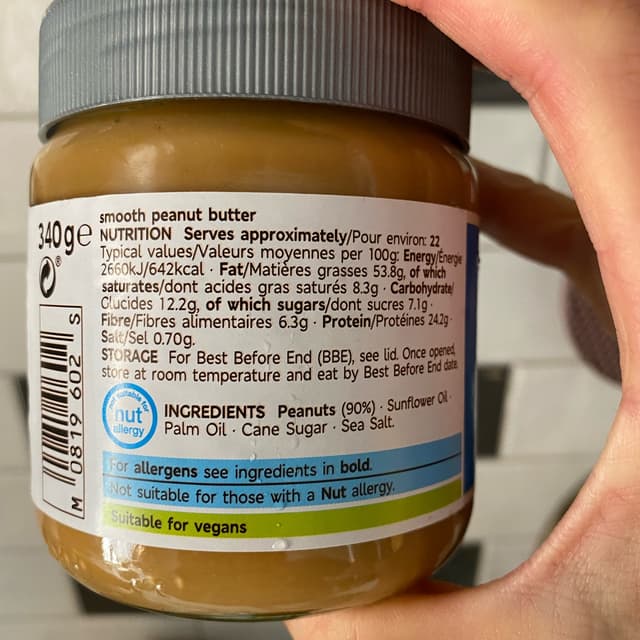 smooth peanut butter
340g e
NUTRITION Serves approximately/Pour environ: 22
Typical values/Valeurs moyennes per 100g: Energy/Energie
2660kJ/642kcal · Fat/Matières grasses 53.8g, of which
saturates/dont acides gras saturés 8.3g · Carbohydrate/
Glucides 12.2g, of which sugars/dont sucres 7.1g ·
Fibre/Fibres alimentaires 6.3g · Protein/Protéines 24.2g ·
Salt/Sel 0.70g.
STORAGE For Best Before End (BBE), see lid. Once opened,
store at room temperature and eat by Best Before End date.
not suitable for
nut
allergy
INGREDIENTS Peanuts (90%) · Sunflower Oil ·
Palm Oil · Cane Sugar · Sea Salt.
For allergens see ingredients in bold.
Not suitable for those with a Nut allergy.
Suitable for vegans
M 0819 602 S